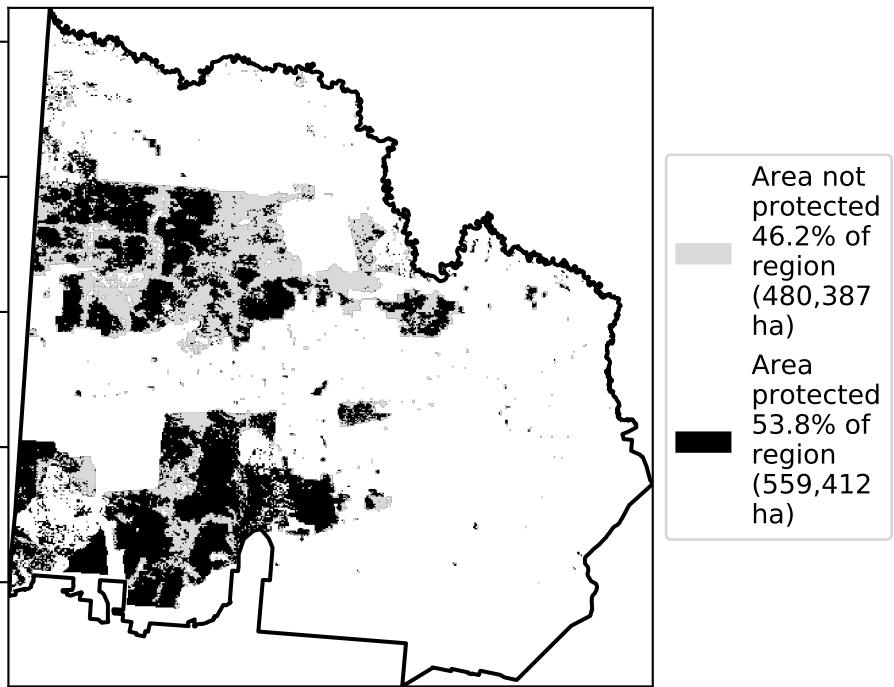 Area not
protected
46.2% of
region
(480,387
ha)
Area
protected
53.8% of
region
(559,412
ha)